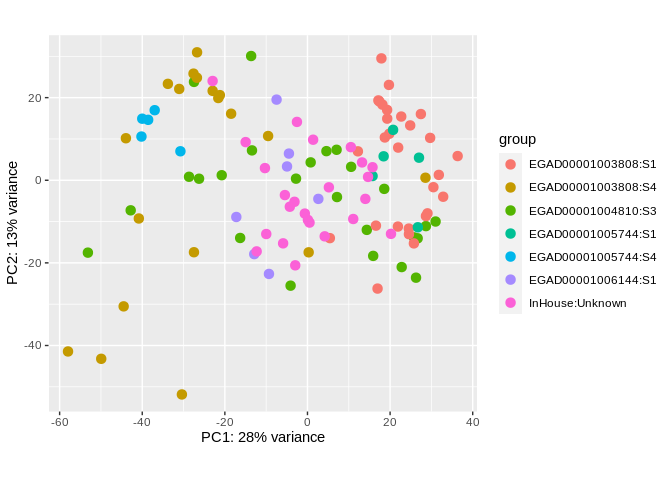 20
0
-20
-40
PC2: 13% variance
-60
-40
-20
0
20
40
PC1: 28% variance
group
EGAD00001003808:S1
EGAD00001003808:S4
EGAD00001004810:S3
EGAD00001005744:S1
EGAD00001005744:S4
EGAD00001006144:S1
InHouse:Unknown